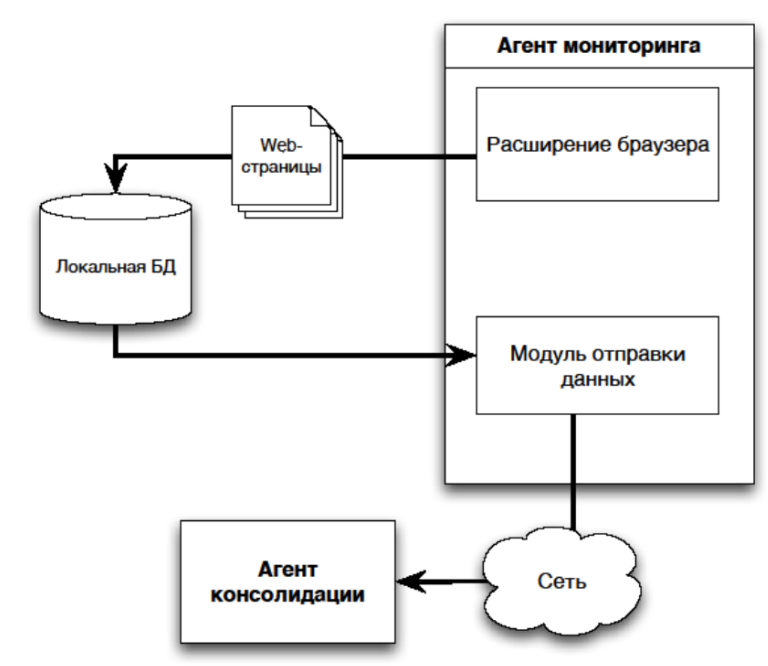 Агент мониторинга
Расширение браузера
Web-
страницы
Локальная БД
Модуль отправки
данных
Агент
консолидации
Сеть